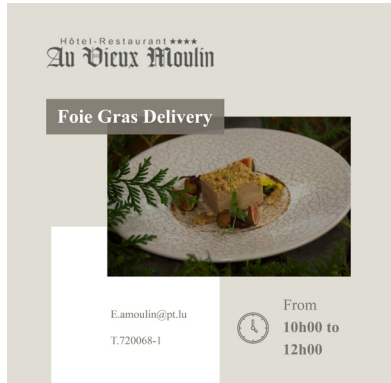 Hôtel-Restaurant ★★★★
Au Vieux Moulin
Foie Gras Delivery
E.amoulin@pt.lu
T.720068-1
From
10h00 to
12h00